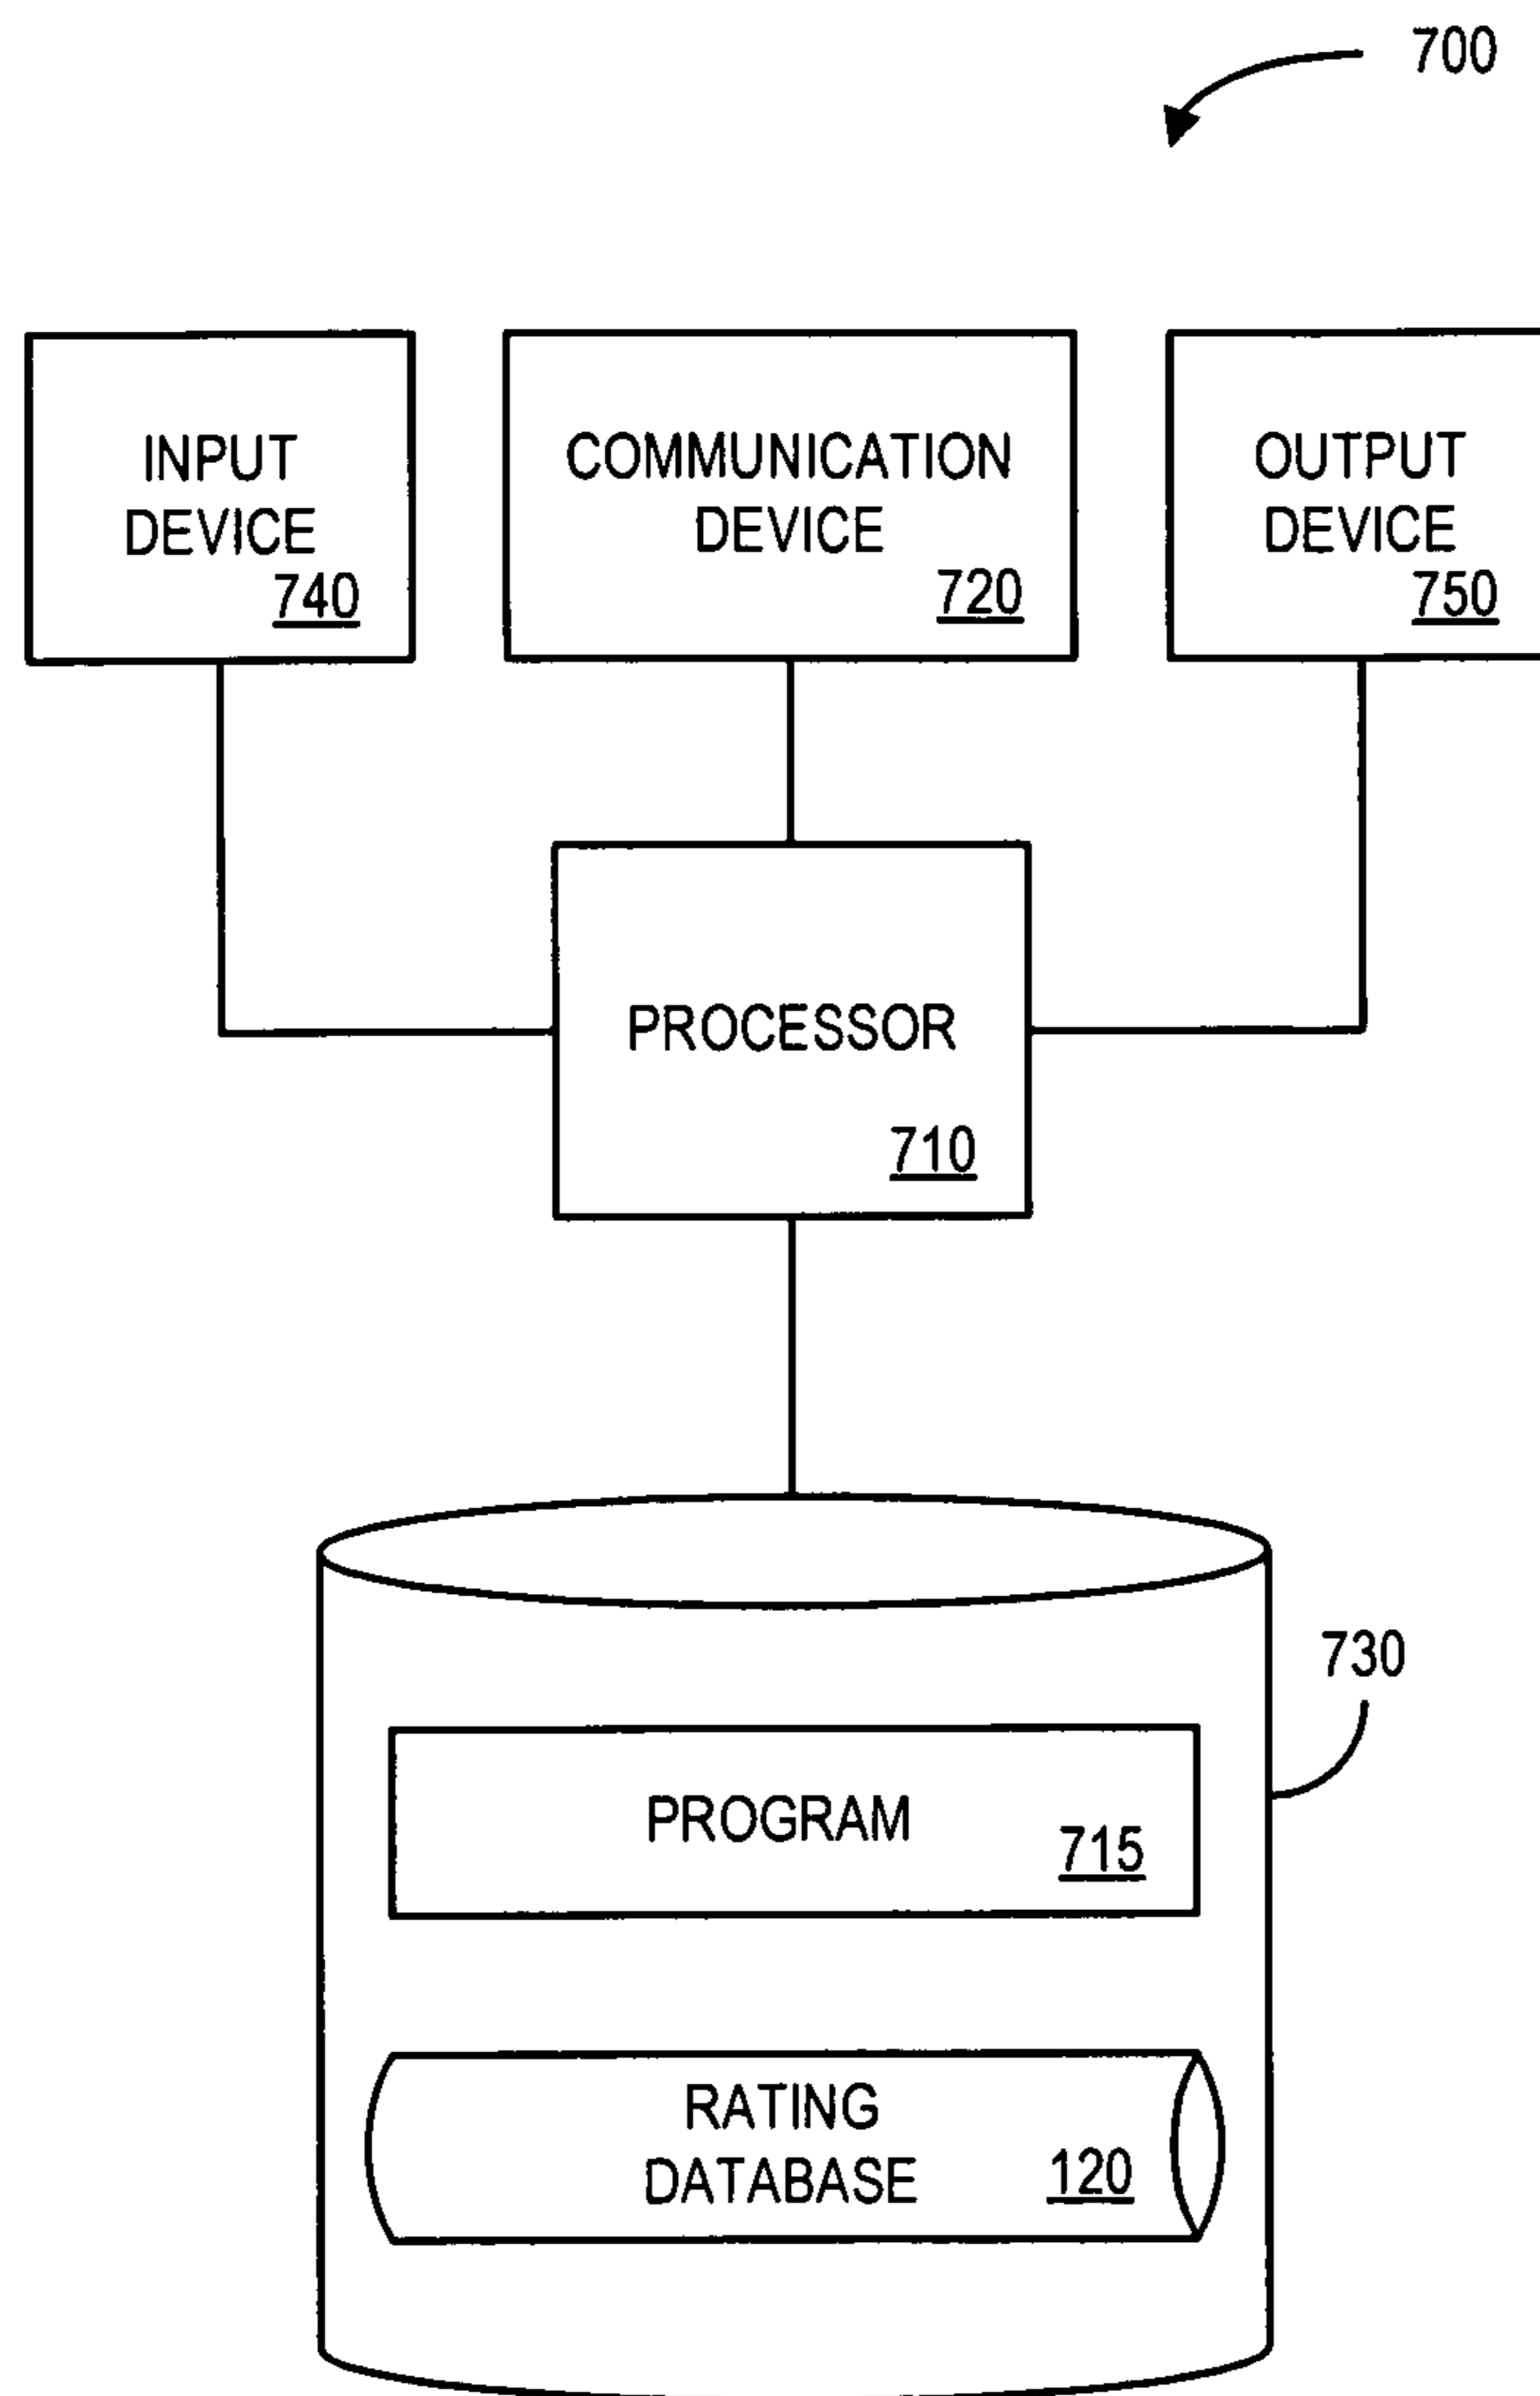 700
INPUT
DEVICE
740
COMMUNICATION
DEVICE
720
OUTPUT
DEVICE
750
PROCESSOR
710
730
PROGRAM
715
RATING
DATABASE
120